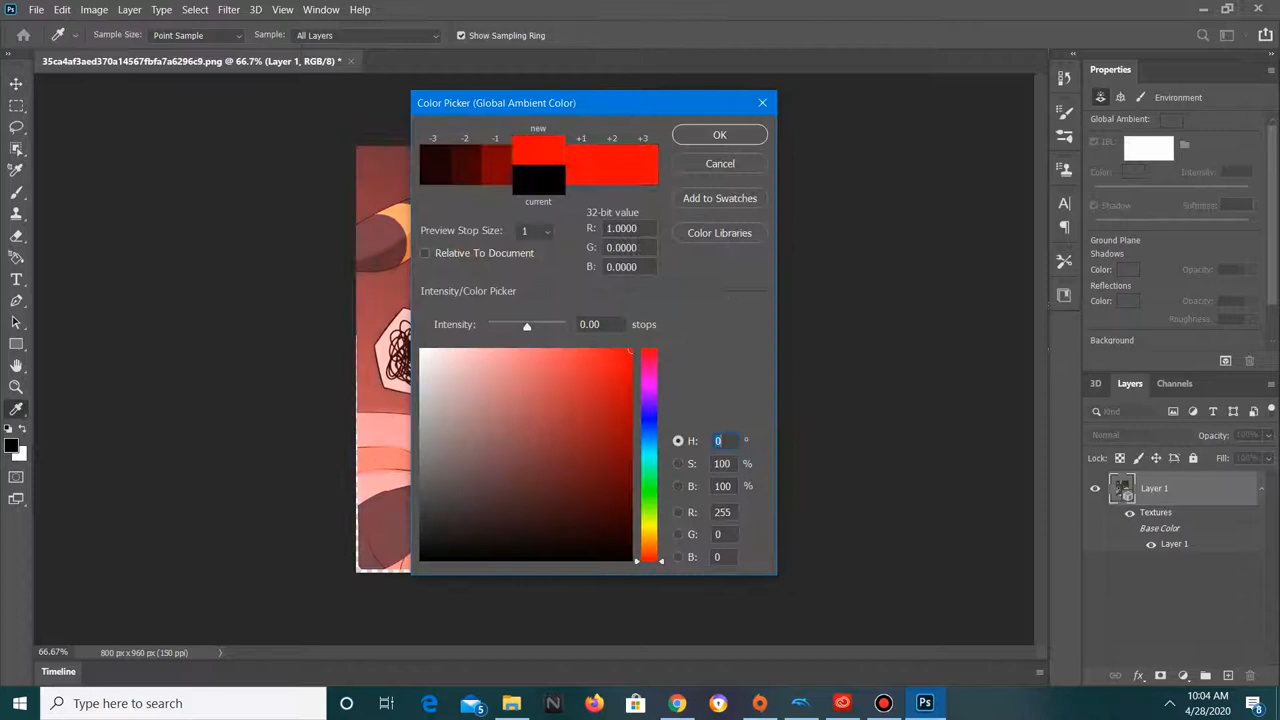 Ps File Edit Image Layer Type Select Filter 3D View Window Help
Sample Size: Point Sample Sample: All Layers Show Sampling Ring
35ca4af3aed370a14567fbfa7a6296c9.png @ 66.7% (Layer 1, RGB/8) *
Color Picker (Global Ambient Color)
new
-3 -2 -1 +1 +2 +3
current
OK
Cancel
Add to Swatches
Color Libraries
32-bit value
Preview Stop Size: 1
R: 1.0000
G: 0.0000
B: 0.0000
Relative To Document
Intensity/Color Picker
Intensity: 0.00 stops
H: 0 °
S: 100 %
B: 100 %
R: 255
G: 0
B: 0
Properties
Environment
Global Ambient:
IBL:
Color: Intensity:
Shadow Softness:
Ground Plane
Shadows
Color: Opacity:
Reflections
Color: Opacity:
Roughness:
Background
3D Layers Channels
Kind
Normal Opacity: 100%
Lock: Fill: 100%
Layer 1
Textures
Base Color
Layer 1
66.67% 800 px x 960 px (150 ppi)
Timeline
Type here to search
5
Ps
10:04 AM
4/28/2020
8